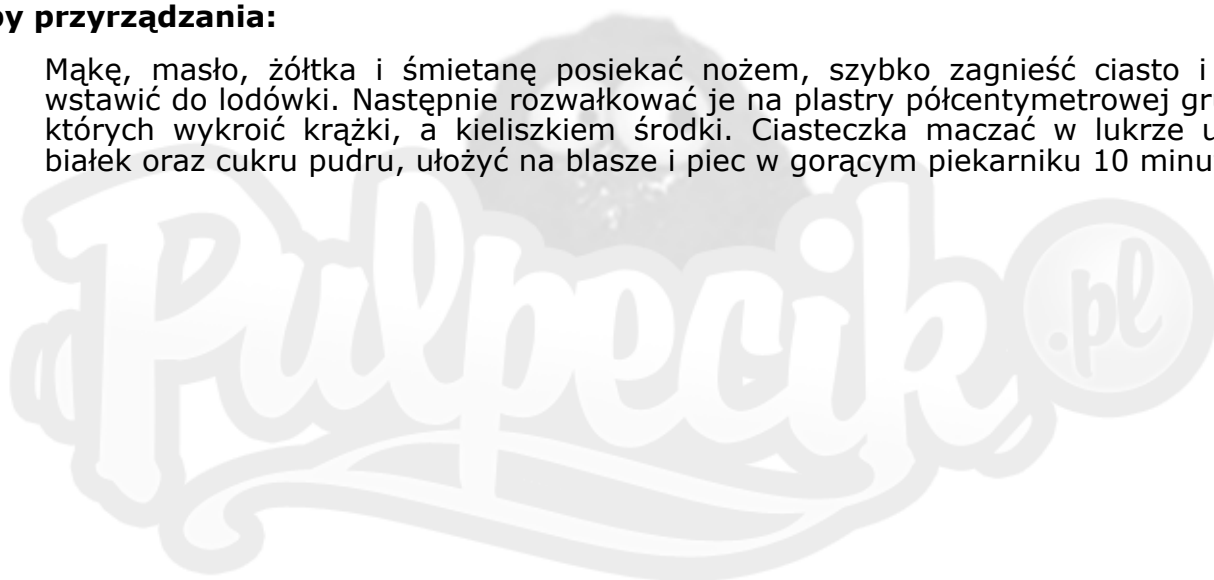 by przyrządzania:
Mąkę, masło, żółtka i śmietanę posiekać nożem, szybko zagnieść ciasto i
wstawić do lodówki. Następnie rozwałkować je na plastry półcentymetrowej gr
których wykroić krążki, a kieliszkiem środki. Ciasteczka maczać w lukrze u
białek oraz cukru pudru, ułożyć na blasze i piec w gorącym piekarniku 10 minu
Pulpecik.pl